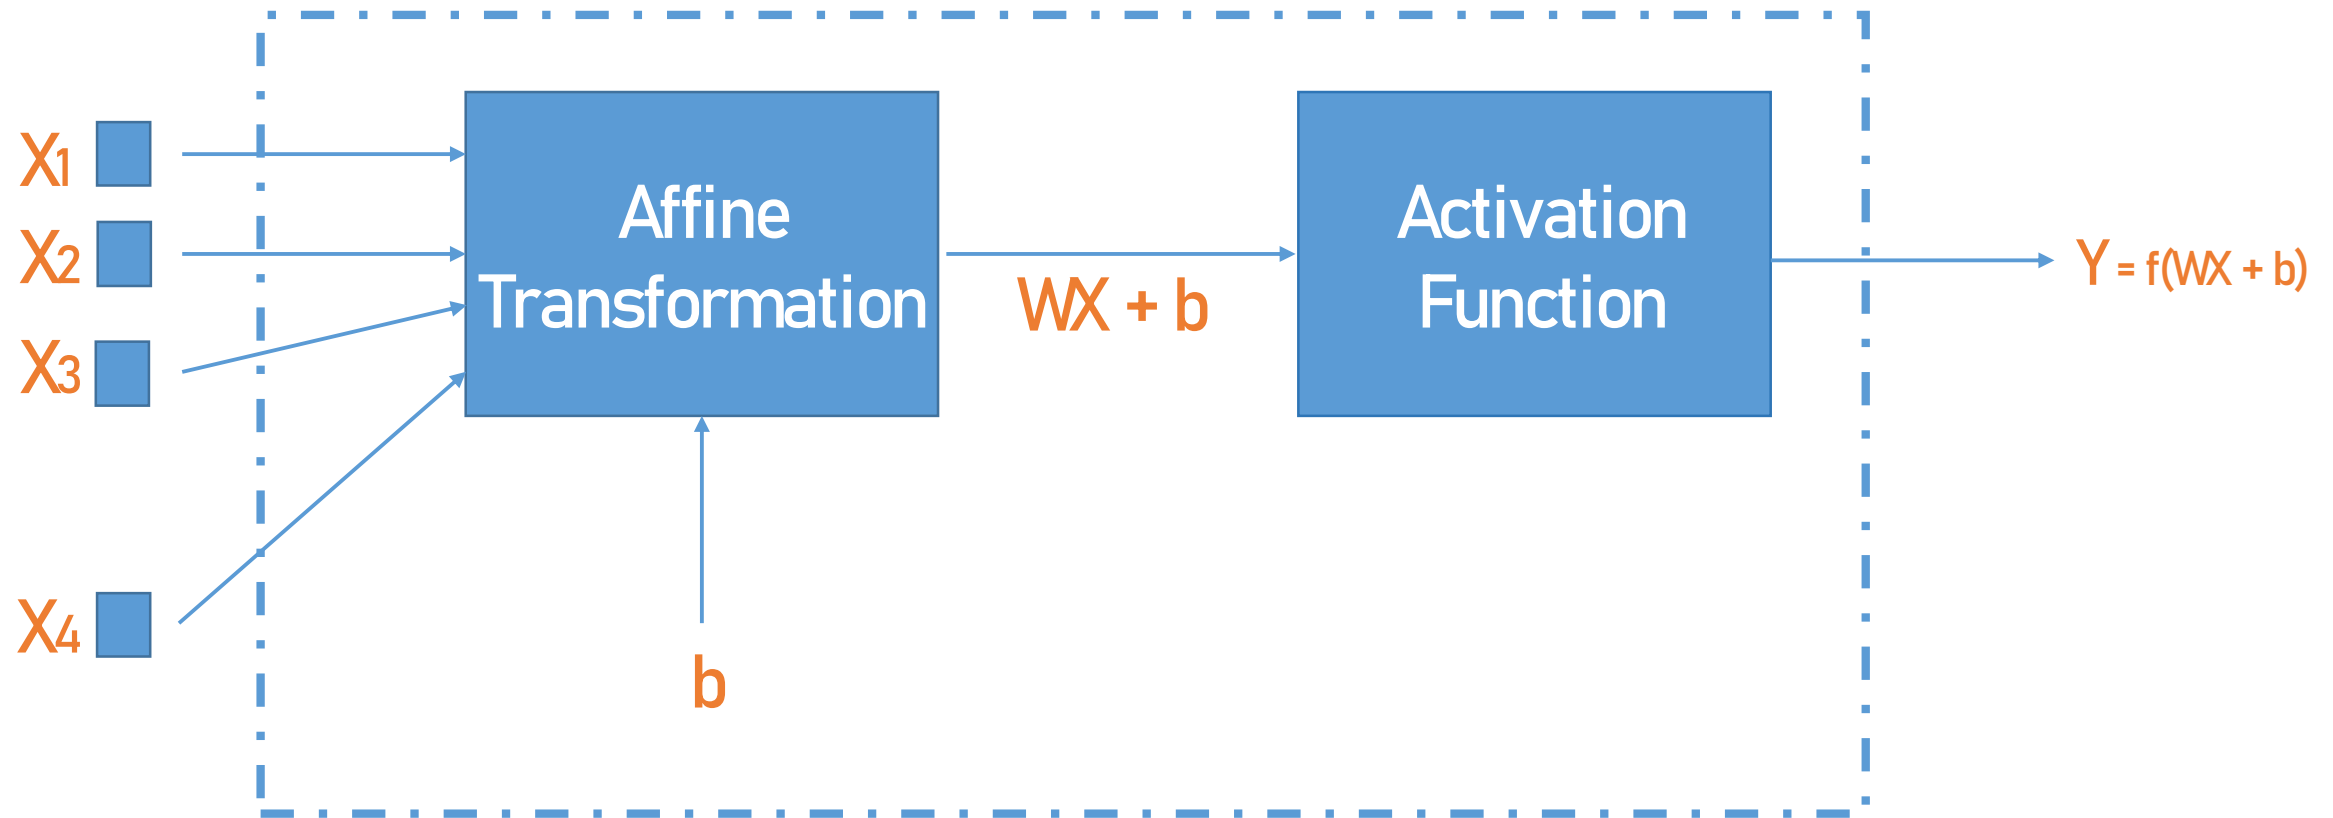 X1
X2
X3
X4
Affine
Transformation
b
WX + b
Activation
Function
Y = f(WX + b)